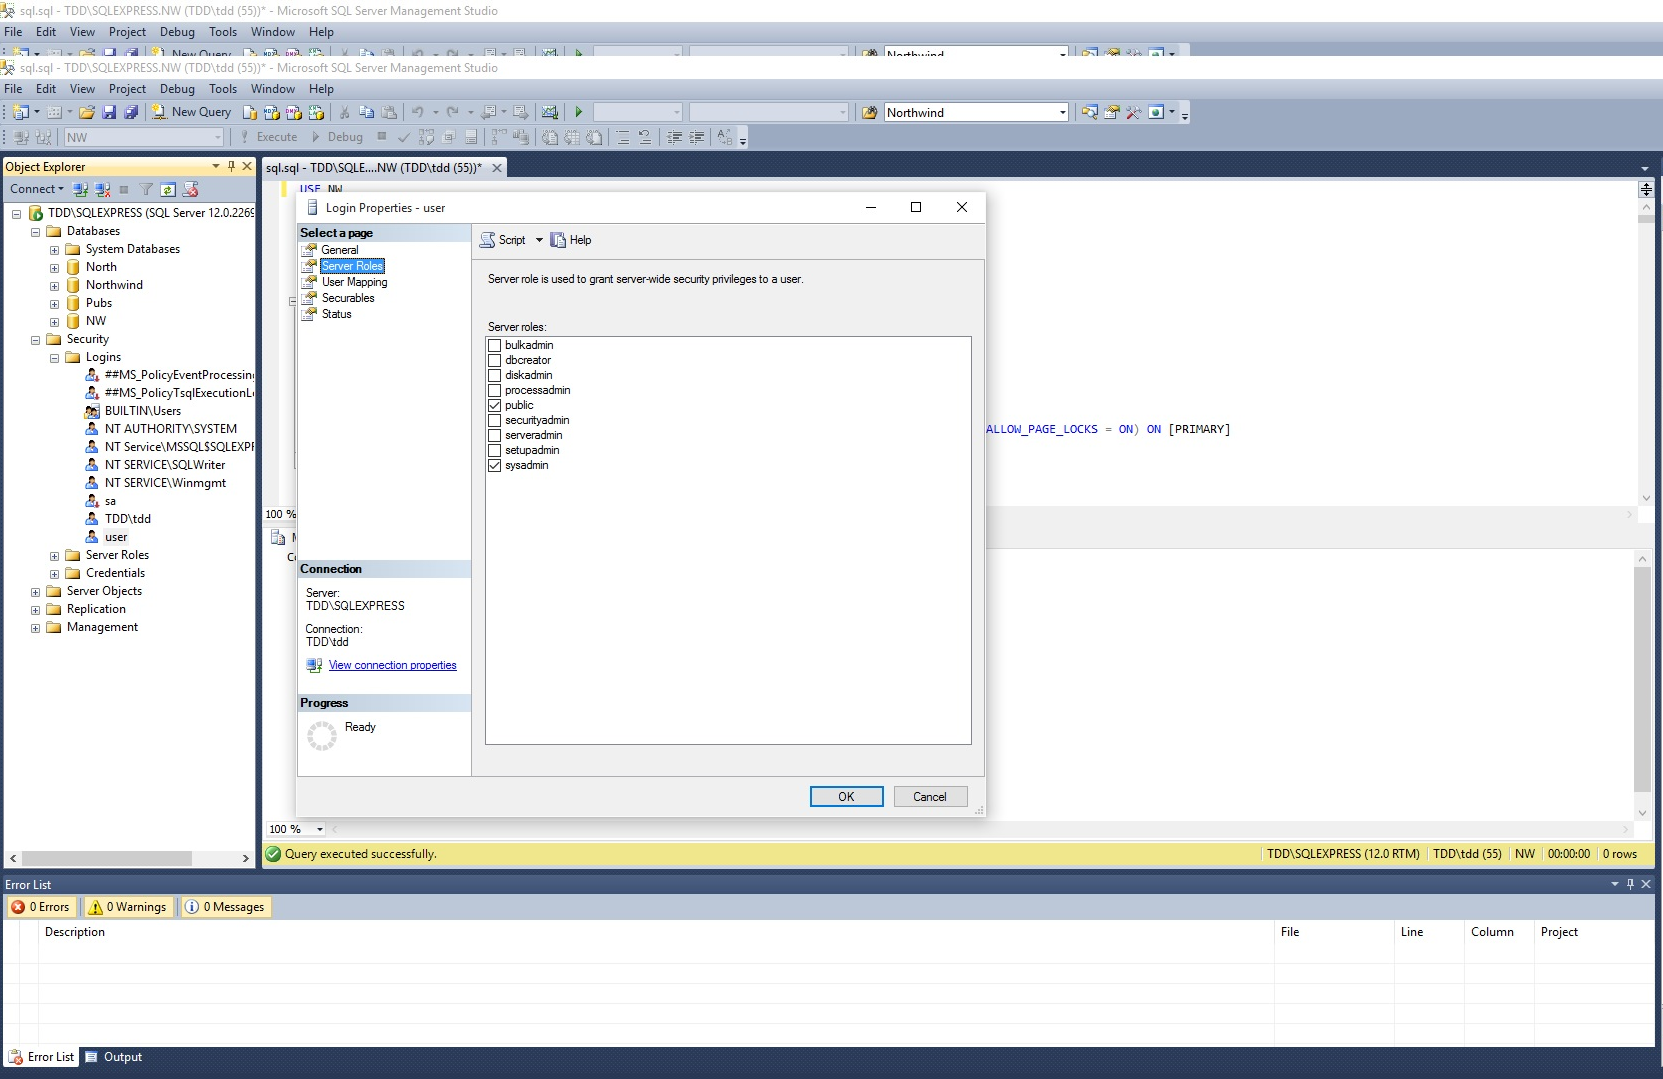 sql.sql - TDD\SQLEXPRESS.NW (TDD\tdd (55))* - Microsoft SQL Server Management Studio
File Edit View Project Debug Tools Window Help
New Query Northwind
sql.sql - TDD\SQLEXPRESS.NW (TDD\tdd (55))* - Microsoft SQL Server Management Studio
File Edit View Project Debug Tools Window Help
New Query Northwind
NW Execute Debug
Object Explorer
Connect
TDD\SQLEXPRESS (SQL Server 12.0.2269
Databases
System Databases
North
Northwind
Pubs
NW
Security
Logins
##MS_PolicyEventProcessing
##MS_PolicyTsqlExecutionLo
BUILTIN\Users
NT AUTHORITY\SYSTEM
NT Service\MSSQL$SQLEXPR
NT SERVICE\SQLWriter
NT SERVICE\Winmgmt
sa
TDD\tdd
user
Server Roles
Credentials
Server Objects
Replication
Management
sql.sql - TDD\SQLE....NW (TDD\tdd (55))*
USE NW
ALLOW_PAGE_LOCKS = ON) ON [PRIMARY]
100 %
Login Properties - user
Select a page
General
Server Roles
User Mapping
Securables
Status
Connection
Server:
TDD\SQLEXPRESS
Connection:
TDD\tdd
View connection properties
Progress
Ready
Script Help
Server role is used to grant server-wide security privileges to a user.
Server roles:
bulkadmin
dbcreator
diskadmin
processadmin
public
securityadmin
serveradmin
setupadmin
sysadmin
OK Cancel
100 %
Query executed successfully. TDD\SQLEXPRESS (12.0 RTM) TDD\tdd (55) NW 00:00:00 0 rows
Error List
0 Errors 0 Warnings 0 Messages
Description File Line Column Project
Error List Output